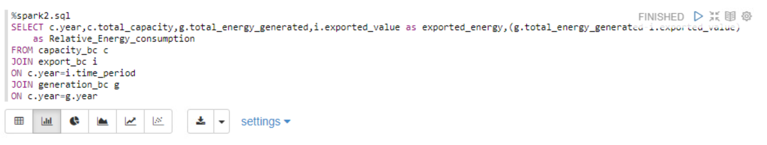 %spark2.sql
FINISHED
SELECT c.year,c.total_capacity,g.total_energy_generated,i.exported_value as exported_energy,(g.total_energy_generated-i.exported_value)
as Relative_Energy_consumption
FROM capacity_bc c
JOIN export_bc i
ON c.year=i.time_period
JOIN generation_bc g
ON c.year=g.year
settings